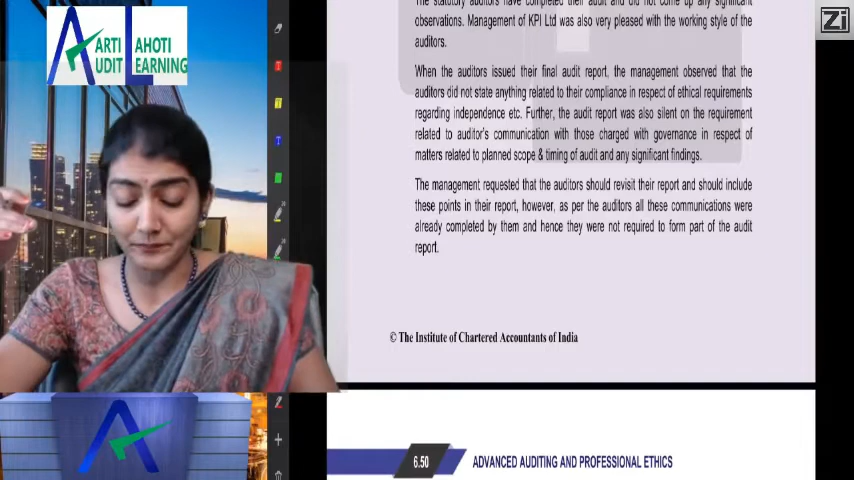 ARTI LAHOTI
AUDIT LEARNING
The statutory auditors have completed their audit and did not come up any significant
observations. Management of KPI Ltd was also very pleased with the working style of the
auditors.
When the auditors issued their final audit report, the management observed that the
auditors did not state anything related to their compliance in respect of ethical requirements
regarding independence etc. Further, the audit report was also silent on the requirement
related to auditor's communication with those charged with governance in respect of
matters related to planned scope & timing of audit and any significant findings.
The management requested that the auditors should revisit their report and should include
these points in their report, however, as per the auditors all these communications were
already completed by them and hence they were not required to form part of the audit
report.
© The Institute of Chartered Accountants of India
6.50 ADVANCED AUDITING AND PROFESSIONAL ETHICS
Zi